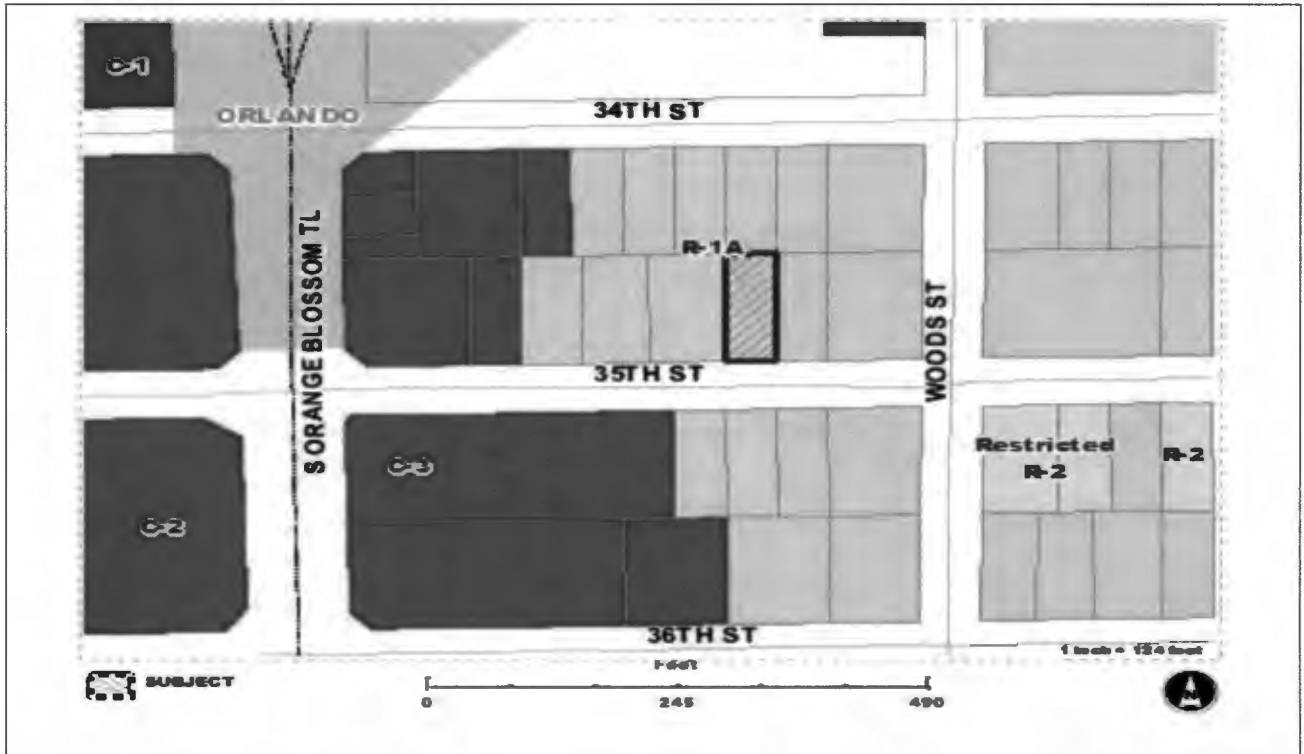 C-1
ORLANDO
34TH ST
S ORANGE BLOSSOM TL
R-1A
35TH ST
WOODS ST
C-3
Restricted
R-2
R-2
C-2
36TH ST
1 inch = 124 feet
Feet
SUBJECT
0 245 490
N